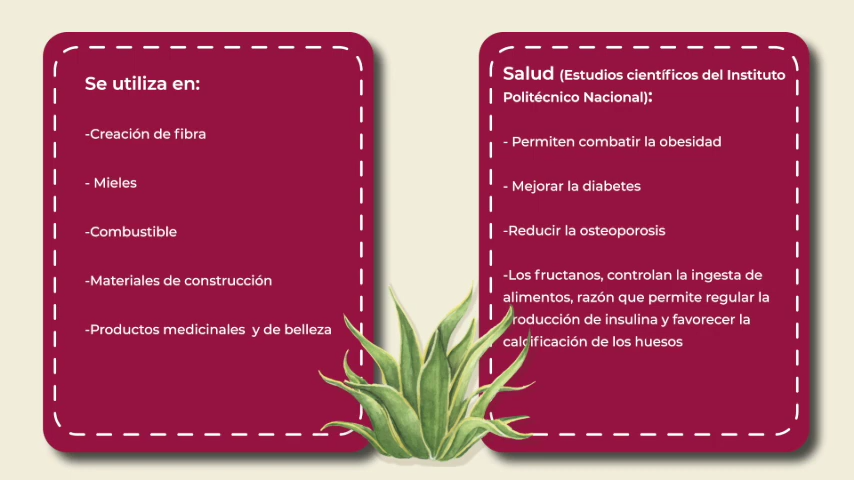 Se utiliza en:
-Creación de fibra
- Mieles
-Combustible
-Materiales de construcción
-Productos medicinales y de belleza
Salud (Estudios científicos del Instituto
Politécnico Nacional):
- Permiten combatir la obesidad
- Mejorar la diabetes
-Reducir la osteoporosis
-Los fructanos, controlan la ingesta de
alimentos, razón que permite regular la
producción de insulina y favorecer la
calcificación de los huesos